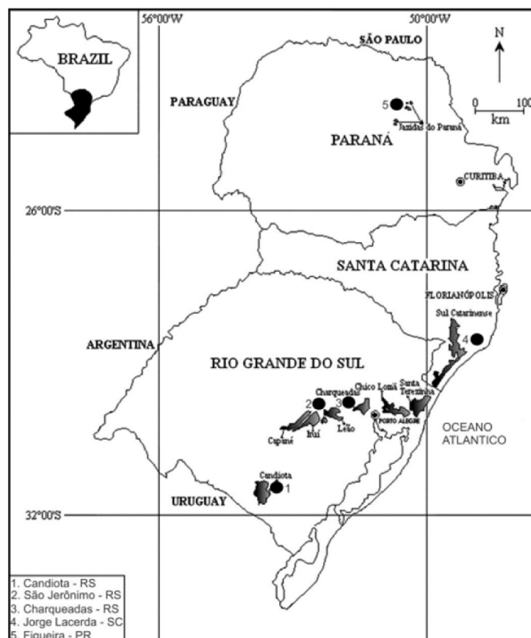 56°00'W
50°00'W
SÃO PAULO
N
BRAZIL
PARAGUAY
0 100
km
5
Jazidas do Paraná
PARANÁ
CURITIBA
26°00'S
SANTA CATARINA
FLORIANÓPOLIS
Sul Catarinense
4
ARGENTINA
RIO GRANDE DO SUL
Charqueadas
Chico Lomã
Santa
Terezinha
2
3
Capané
Iruí
Leão
PORTO ALEGRE
OCEANO
ATLANTICO
Candiota
1
URUGUAY
32°00'S
1. Candiota - RS
2. São Jerônimo - RS
3. Charqueadas - RS
4. Jorge Lacerda - SC
5. Figueira - PR